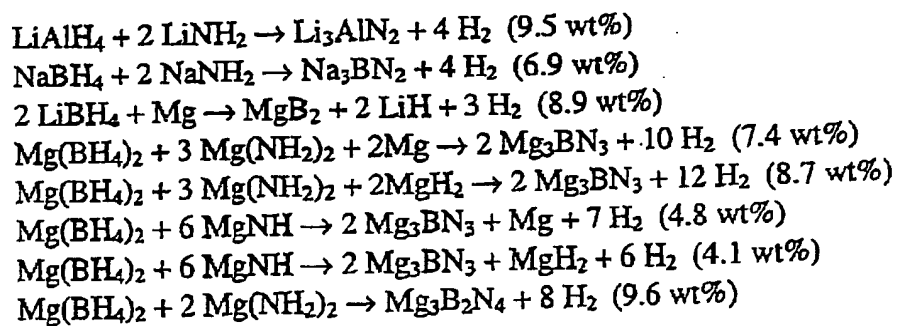 LiAlH₄ + 2 LiNH₂ → Li₃AlN₂ + 4 H₂ (9.5 wt%)
NaBH₄ + 2 NaNH₂ → Na₃BN₂ + 4 H₂ (6.9 wt%)
2 LiBH₄ + Mg → MgB₂ + 2 LiH + 3 H₂ (8.9 wt%)
Mg(BH₄)₂ + 3 Mg(NH₂)₂ + 2Mg → 2 Mg₃BN₃ + 10 H₂ (7.4 wt%)
Mg(BH₄)₂ + 3 Mg(NH₂)₂ + 2MgH₂ → 2 Mg₃BN₃ + 12 H₂ (8.7 wt%)
Mg(BH₄)₂ + 6 MgNH → 2 Mg₃BN₃ + Mg + 7 H₂ (4.8 wt%)
Mg(BH₄)₂ + 6 MgNH → 2 Mg₃BN₃ + MgH₂ + 6 H₂ (4.1 wt%)
Mg(BH₄)₂ + 2 Mg(NH₂)₂ → Mg₃B₂N₄ + 8 H₂ (9.6 wt%)